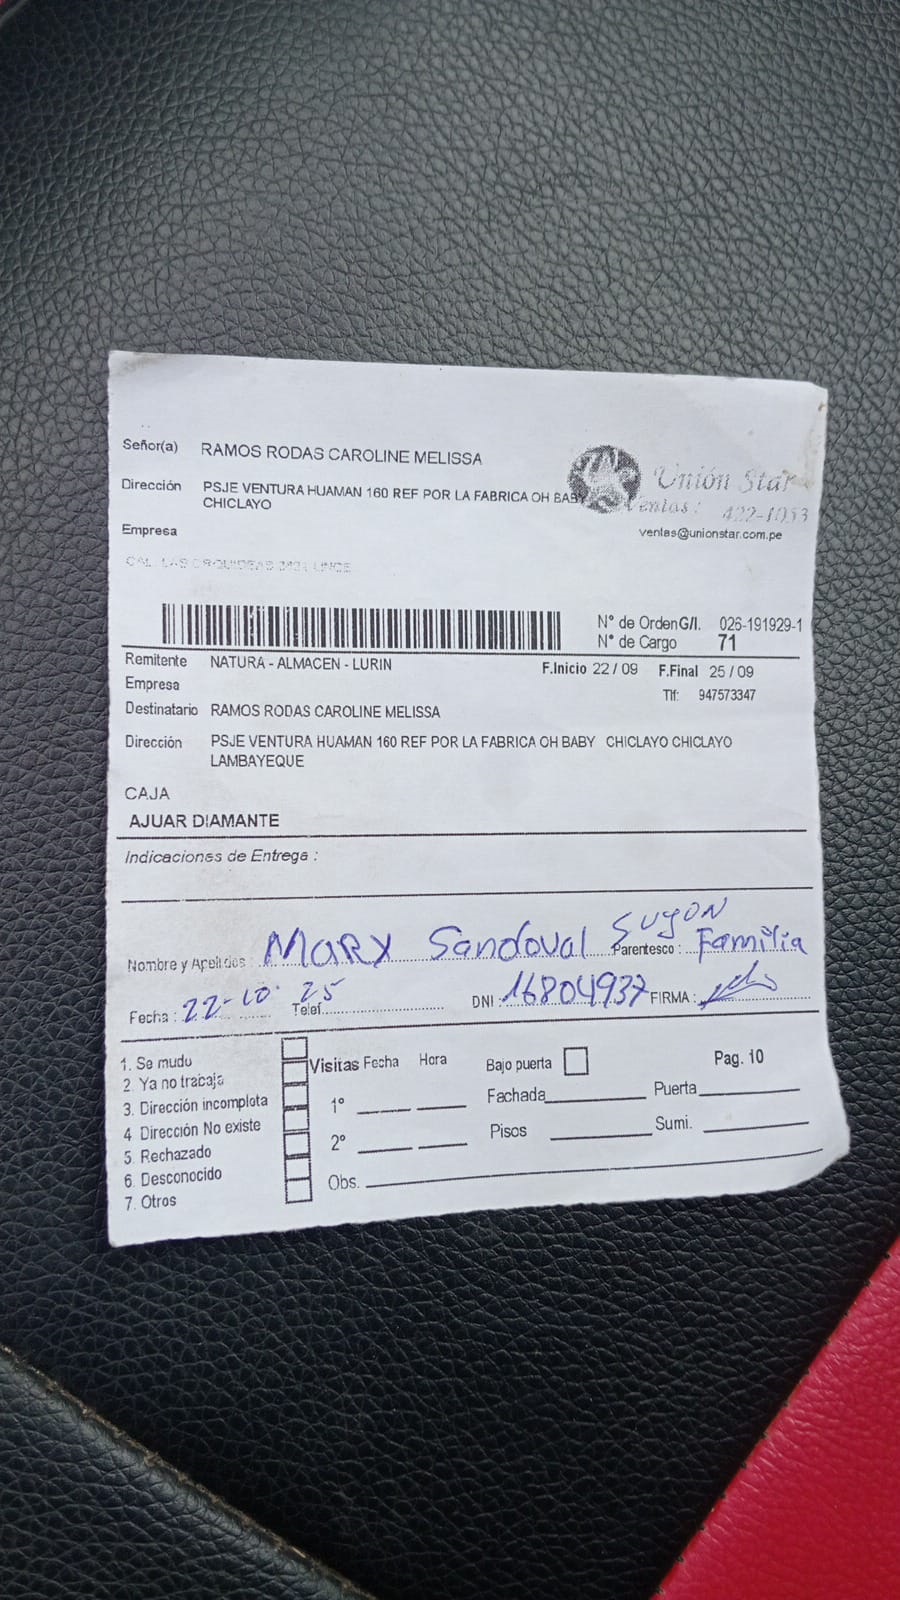 Señor(a) RAMOS RODAS CAROLINE MELISSA
Dirección PSJE VENTURA HUAMAN 160 REF POR LA FABRICA OH BABY
CHICLAYO
Unión Star
Ventas: 422-1053
ventas@unionstar.com.pe
Empresa
CAL. LAS ORQUIDEAS LINCE
N° de Orden G/I. 026-191929-1
N° de Cargo 71
Remitente NATURA - ALMACEN - LURIN F.Inicio 22 / 09 F.Final 25 / 09
Empresa Tlf: 947573347
Destinatario RAMOS RODAS CAROLINE MELISSA
Dirección PSJE VENTURA HUAMAN 160 REF POR LA FABRICA OH BABY CHICLAYO CHICLAYO
LAMBAYEQUE
CAJA
AJUAR DIAMANTE
Indicaciones de Entrega :
Nombre y Apellidos : Mary Sandoval Suyon Parentesco : Familia
Fecha : 22-10-25 Telef. DNI : 16804937 FIRMA :
1. Se mudo
2. Ya no trabaja
3. Dirección incompleta
4 Dirección No existe
5. Rechazado
6. Desconocido
7. Otros
Visitas Fecha Hora
1°
2°
Obs.
Bajo puerta Pag. 10
Fachada Puerta
Pisos Sumi.